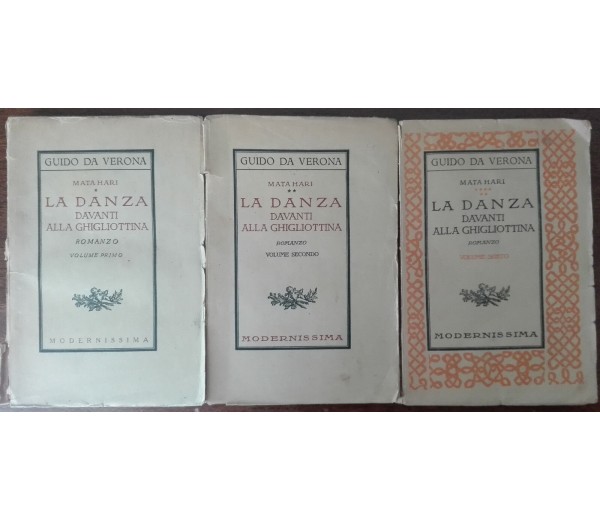 GUIDO DA VERONA
MATA HARI
*
LA DANZA
DAVANTI
ALLA GHIGLIOTTINA
ROMANZO
VOLUME PRIMO
MODERNISSIMA
GUIDO DA VERONA
MATA HARI
**
LA DANZA
DAVANTI
ALLA GHIGLIOTTINA
ROMANZO
VOLUME SECONDO
MODERNISSIMA
GUIDO DA VERONA
MATA HARI
****
**
LA DANZA
DAVANTI
ALLA GHIGLIOTTINA
ROMANZO
VOLUME SESTO
MODERNISSIMA